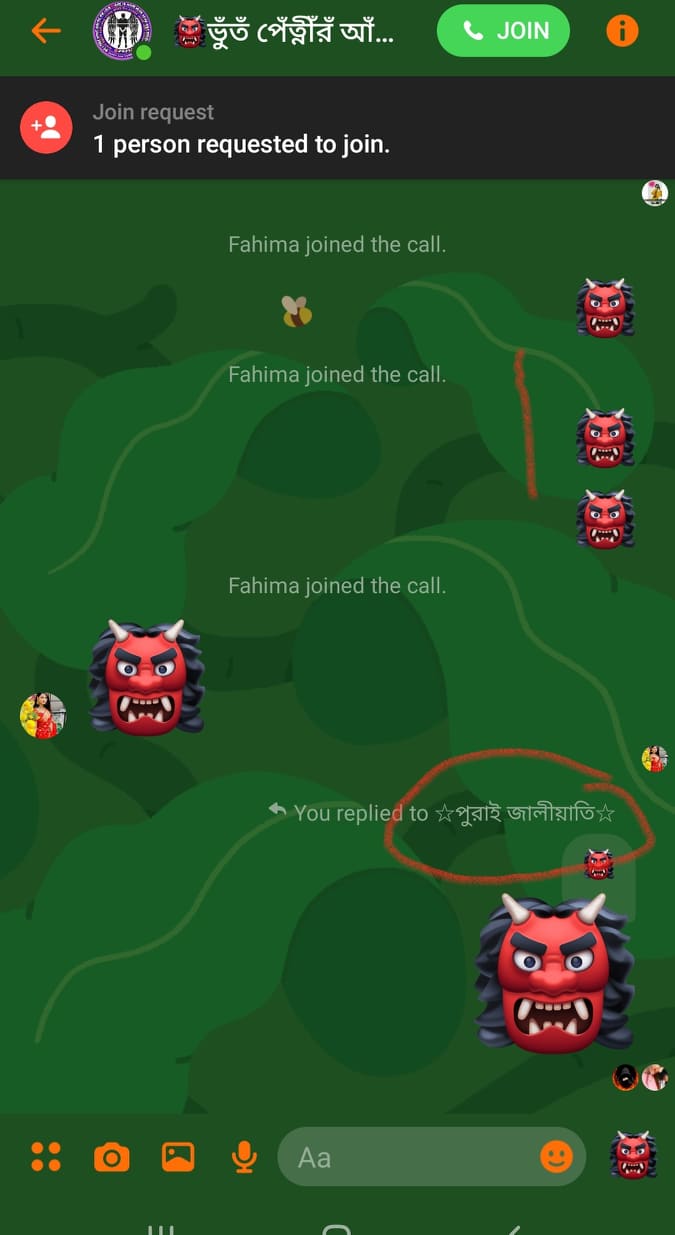 ভুঁতঁ পেঁত্নীঁরঁ আঁ...
JOIN
Join request
1 person requested to join.
Fahima joined the call.
Fahima joined the call.
Fahima joined the call.
You replied to ☆পুরাই জালীয়াতি☆
Aa